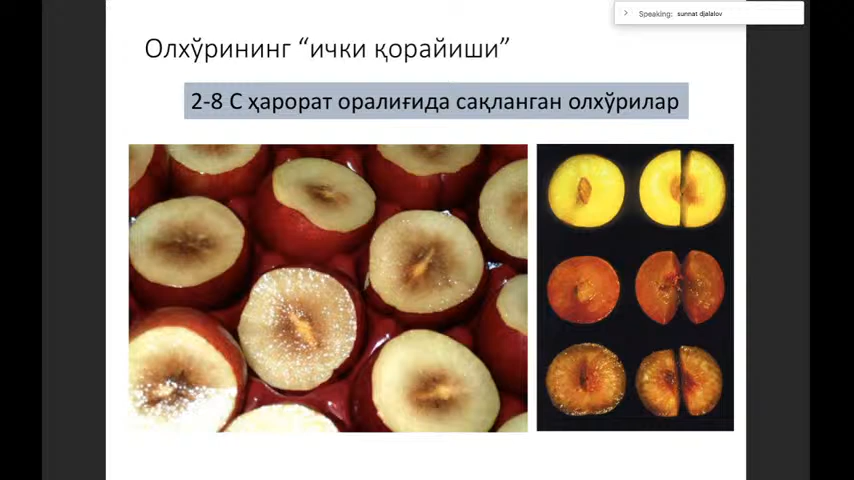 Speaking: sunnat djalalov
Олхўрининг “ички қорайиши”
2-8 С ҳарорат оралиғида сақланган олхўрилар